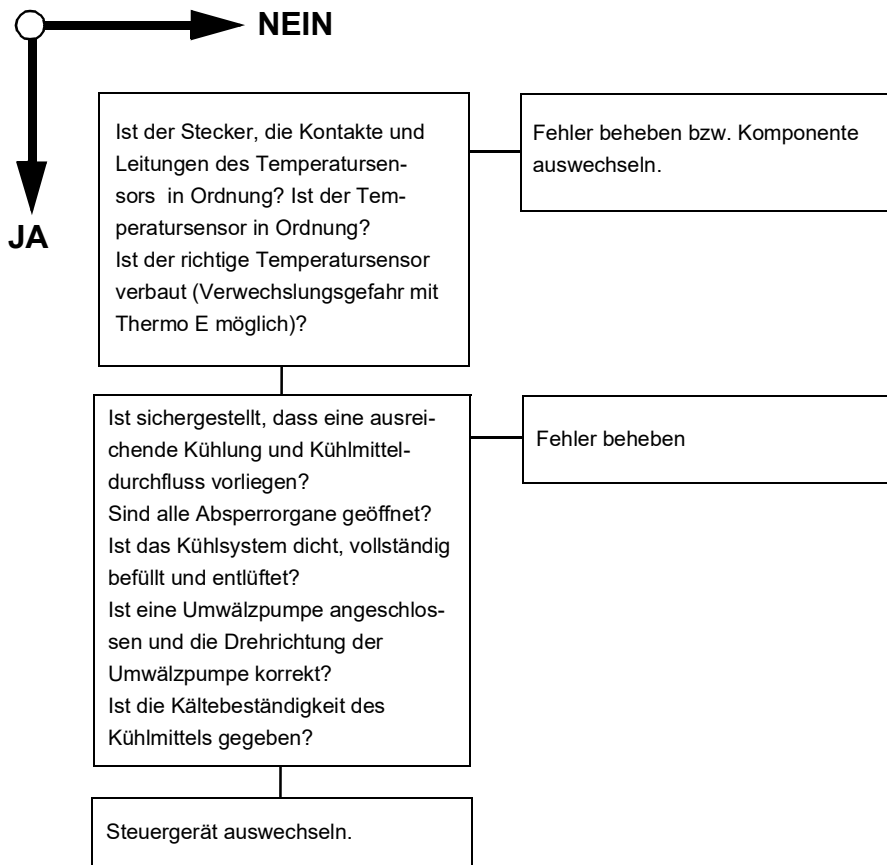 NEIN
JA
Ist der Stecker, die Kontakte und
Leitungen des Temperatursen-
sors in Ordnung? Ist der Tem-
peratursensor in Ordnung?
Ist der richtige Temperatursensor
verbaut (Verwechslungsgefahr mit
Thermo E möglich)?
Fehler beheben bzw. Komponente
auswechseln.
Ist sichergestellt, dass eine ausrei-
chende Kühlung und Kühlmittel-
durchfluss vorliegen?
Sind alle Absperrorgane geöffnet?
Ist das Kühlsystem dicht, vollständig
befüllt und entlüftet?
Ist eine Umwälzpumpe angeschlos-
sen und die Drehrichtung der
Umwälzpumpe korrekt?
Ist die Kältebeständigkeit des
Kühlmittels gegeben?
Fehler beheben
Steuergerät auswechseln.